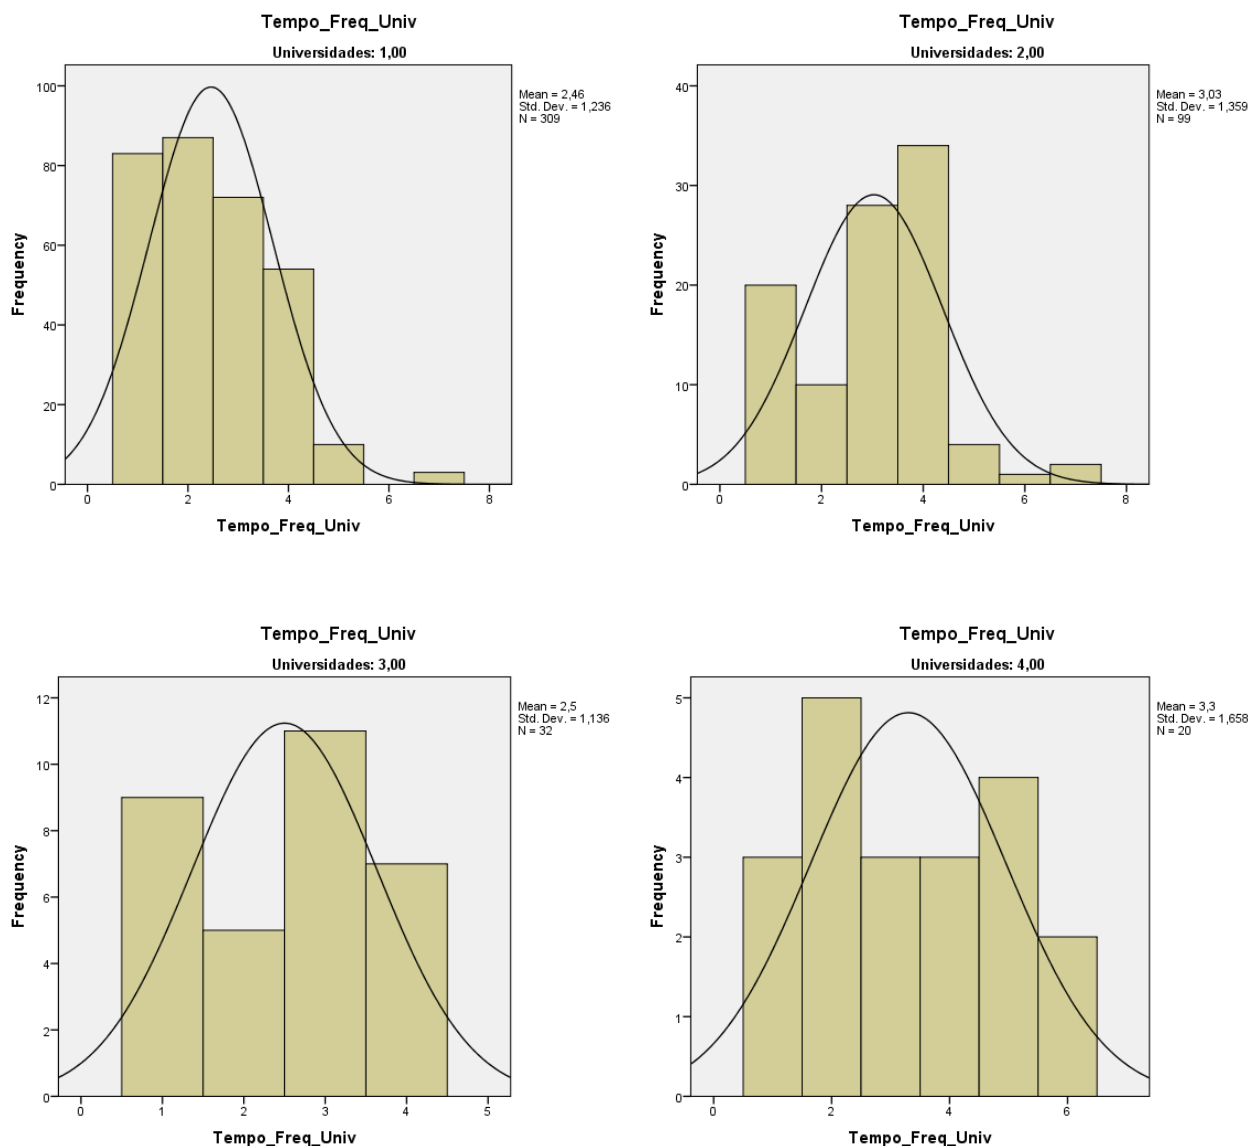 Tempo_Freq_Univ
Universidades: 1,00
Mean = 2,46
Std. Dev. = 1,236
N = 309
100
80
60
40
20
0
Frequency
0 2 4 6 8
Tempo_Freq_Univ
Tempo_Freq_Univ
Universidades: 2,00
Mean = 3,03
Std. Dev. = 1,359
N = 99
40
30
20
10
0
Frequency
0 2 4 6 8
Tempo_Freq_Univ
Tempo_Freq_Univ
Universidades: 3,00
Mean = 2,5
Std. Dev. = 1,136
N = 32
12
10
8
6
4
2
0
Frequency
0 1 2 3 4 5
Tempo_Freq_Univ
Tempo_Freq_Univ
Universidades: 4,00
Mean = 3,3
Std. Dev. = 1,658
N = 20
5
4
3
2
1
0
Frequency
0 2 4 6
Tempo_Freq_Univ